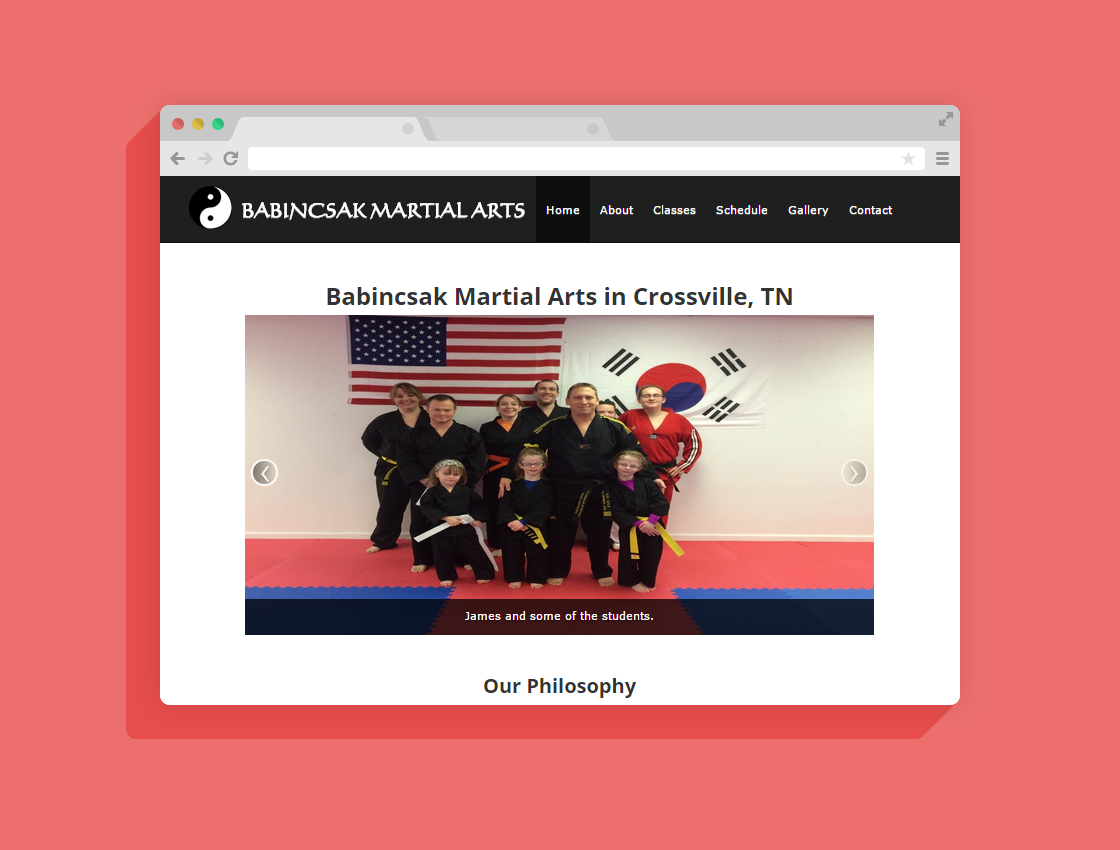 BABINCSAK MARTIAL ARTS
Home About Classes Schedule Gallery Contact
Babincsak Martial Arts in Crossville, TN
James and some of the students.
Our Philosophy